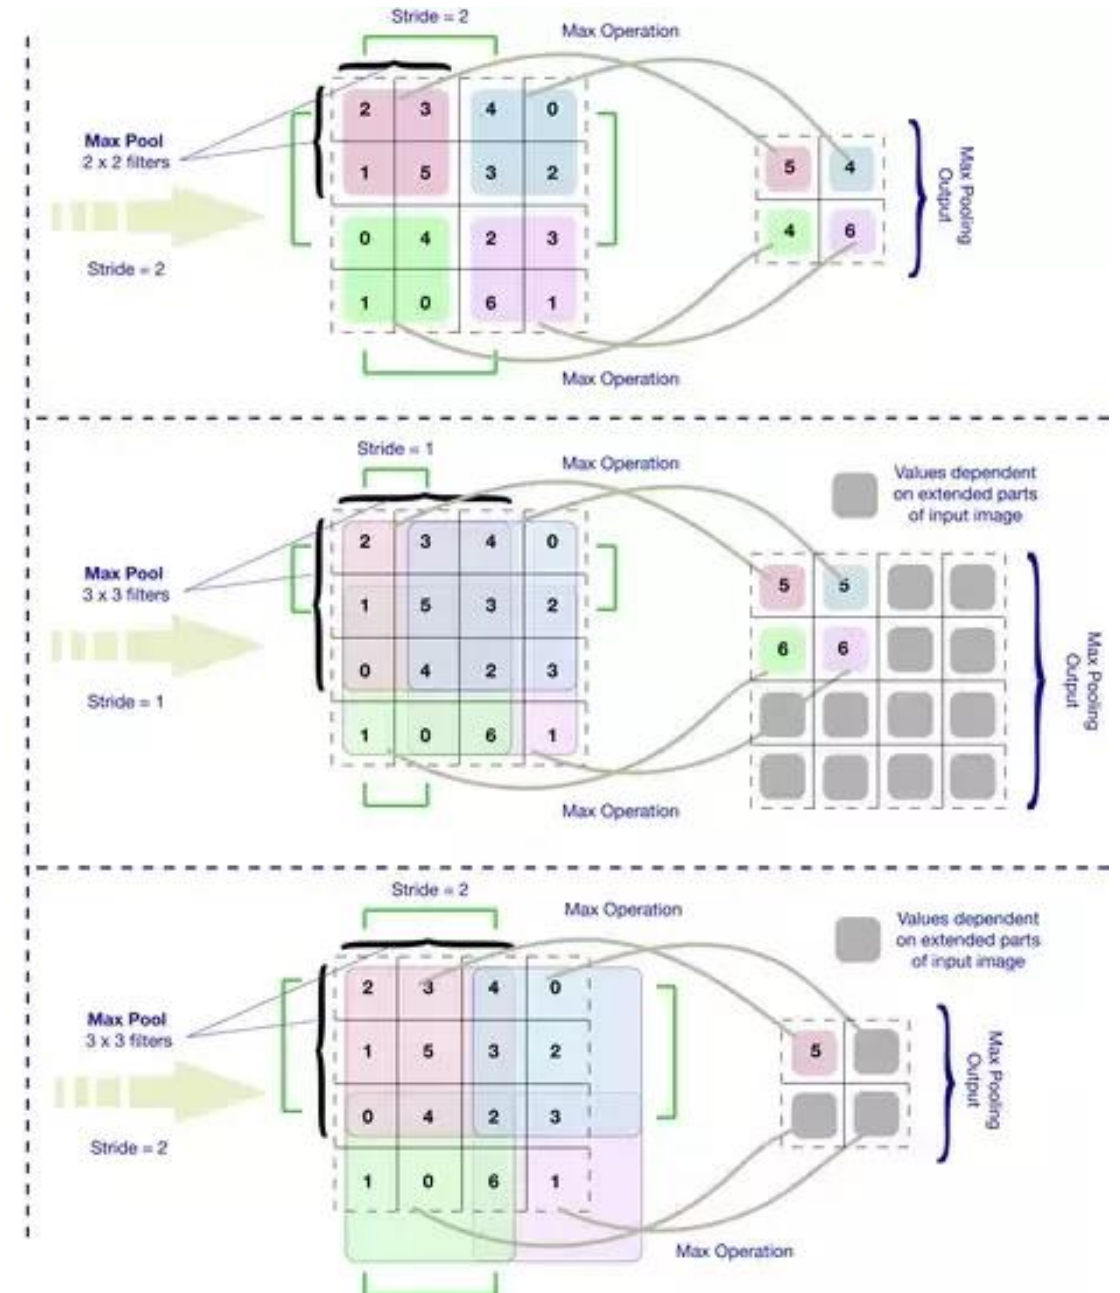 Stride = 2
Max Operation
Max Pool
2 x 2 filters
2 3 4 0
1 5 3 2
0 4 2 3
1 0 6 1
Stride = 2
5 4
4 6
Max Pooling
Output
Max Operation
Stride = 1
Max Operation
Values dependent
on extended parts
of input image
Max Pool
3 x 3 filters
2 3 4 0
1 5 3 2
0 4 2 3
1 0 6 1
Stride = 1
5 5
6 6
Max Pooling
Output
Max Operation
Stride = 2
Max Operation
Values dependent
on extended parts
of input image
Max Pool
3 x 3 filters
2 3 4 0
1 5 3 2
0 4 2 3
1 0 6 1
Stride = 2
5
Max Pooling
Output
Max Operation